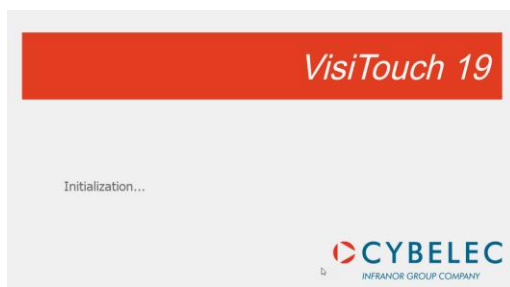 VisiTouch 19
Initialization...
CYBELEC
INFRANOR GROUP COMPANY